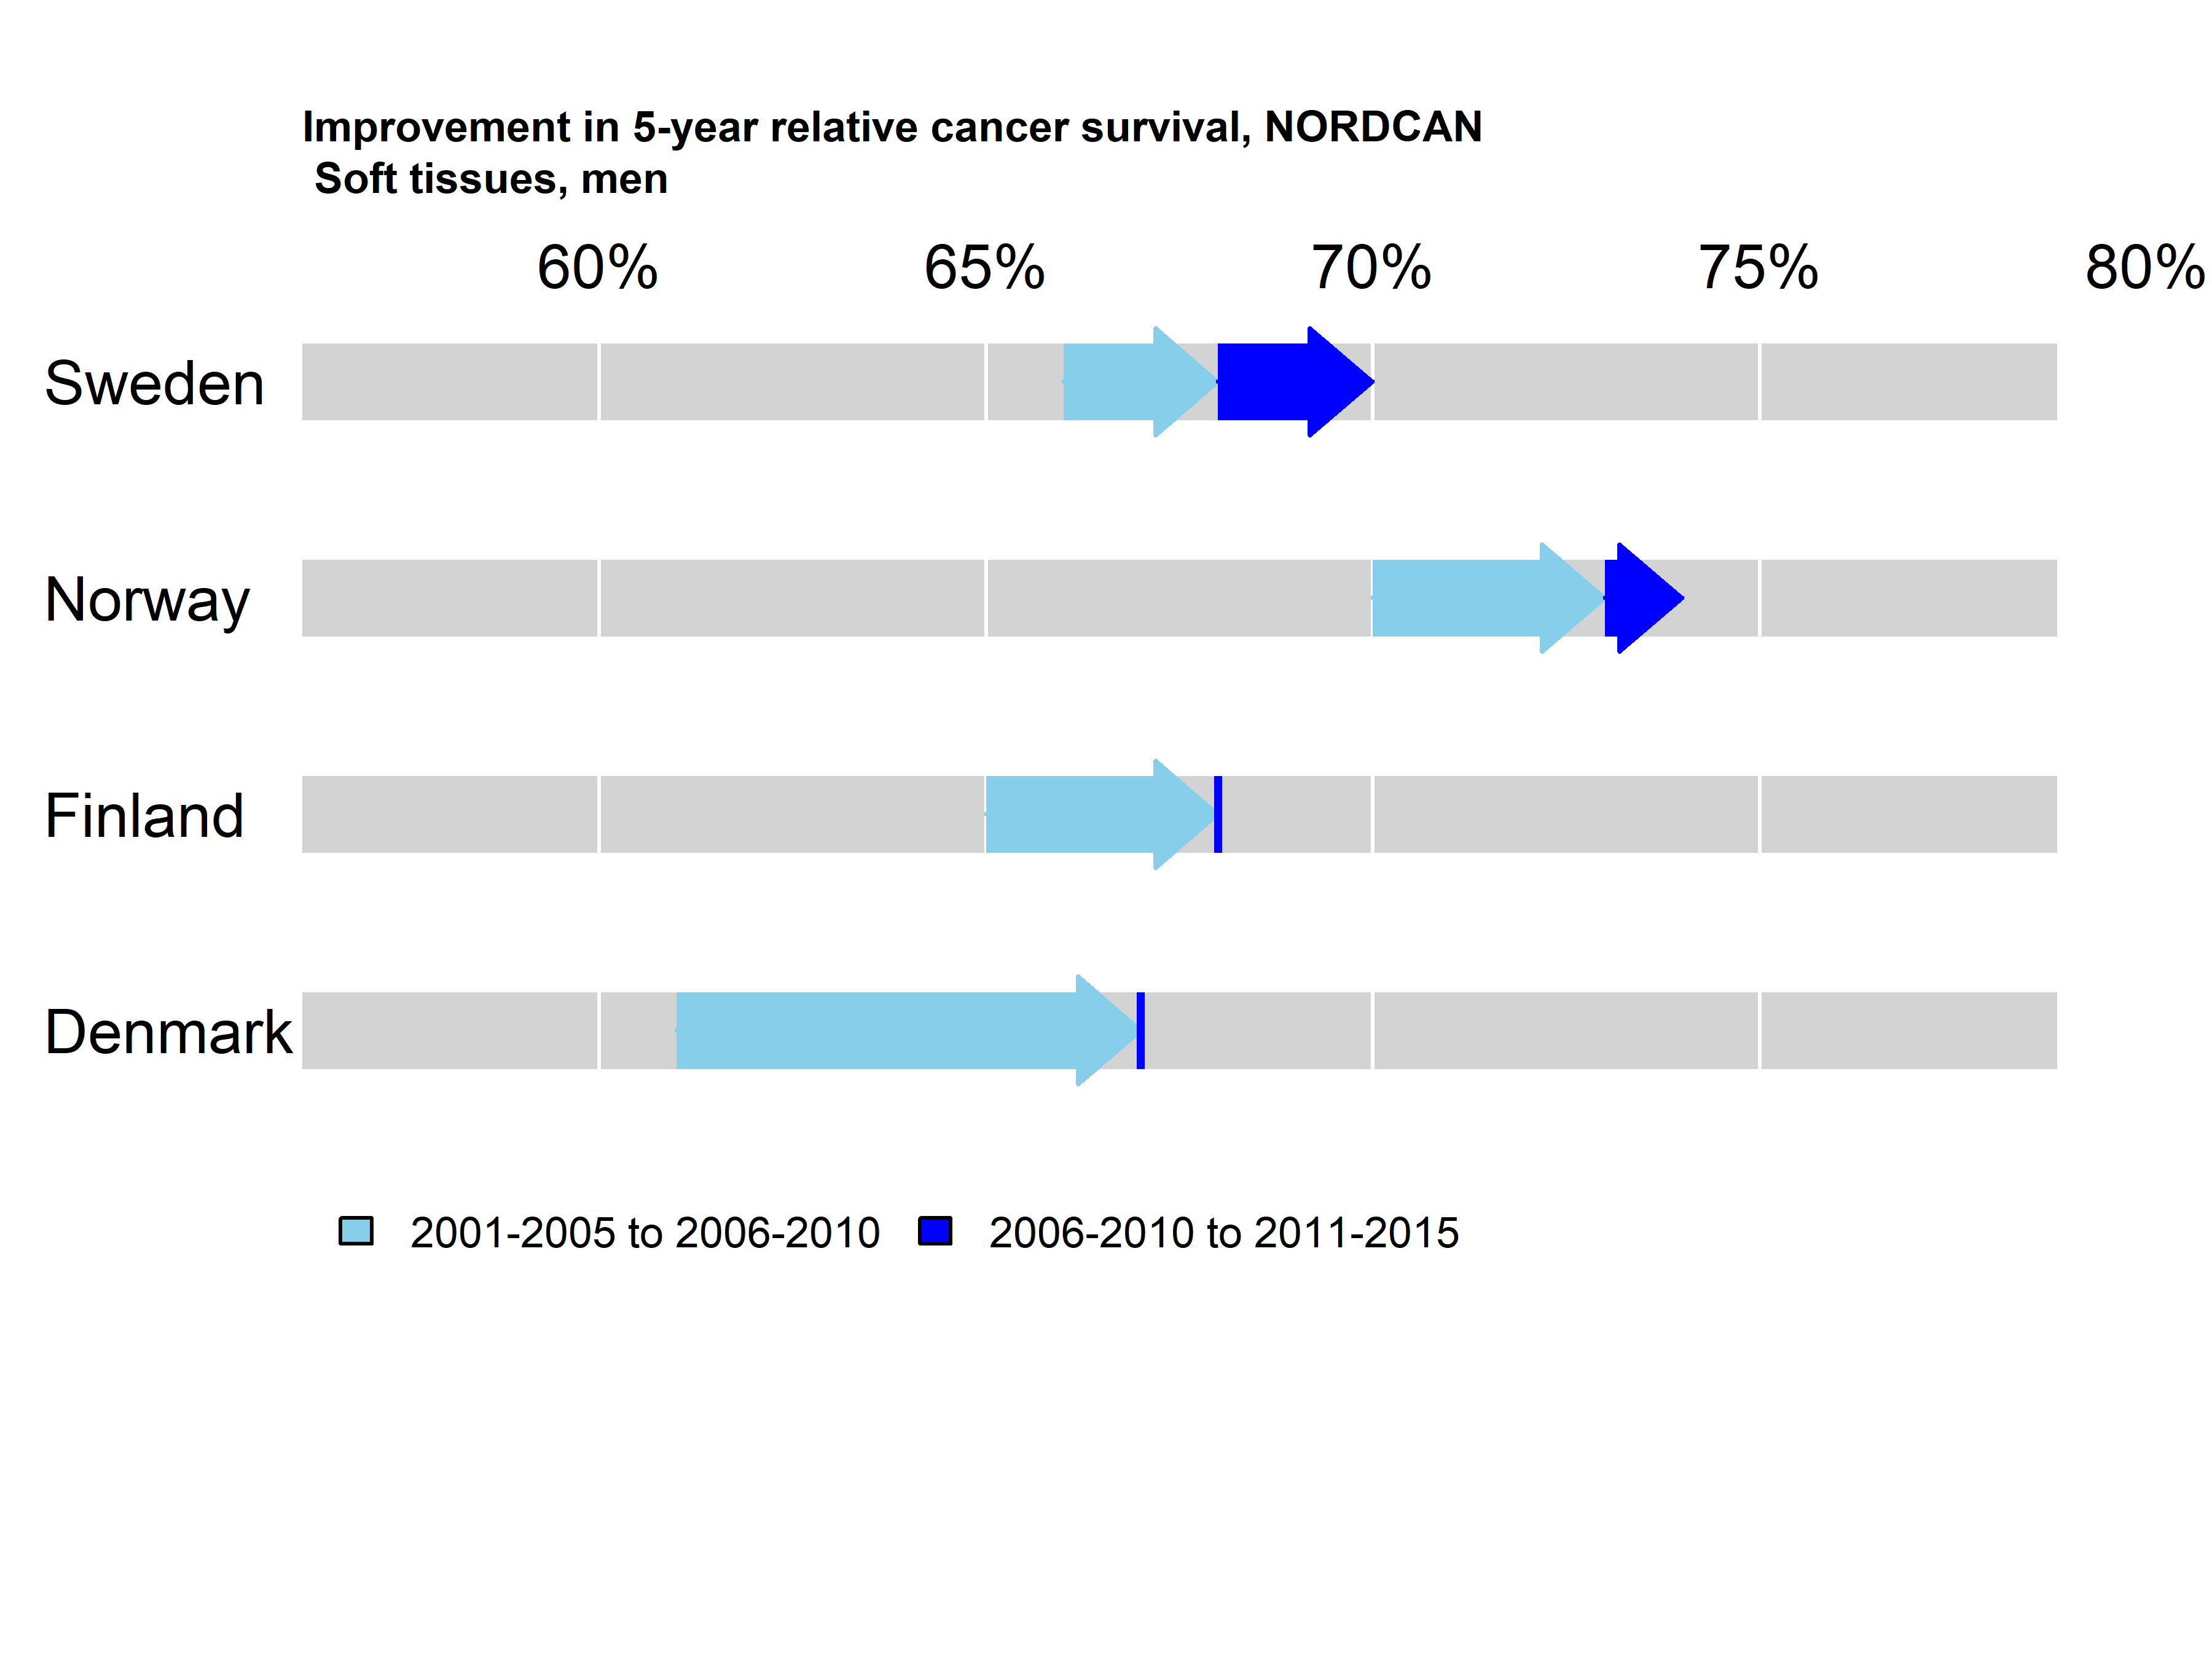 Improvement in 5-year relative cancer survival, NORDCAN
Soft tissues, men
60% 65% 70% 75% 80%
Sweden
Norway
Finland
Denmark
2001-2005 to 2006-2010 2006-2010 to 2011-2015